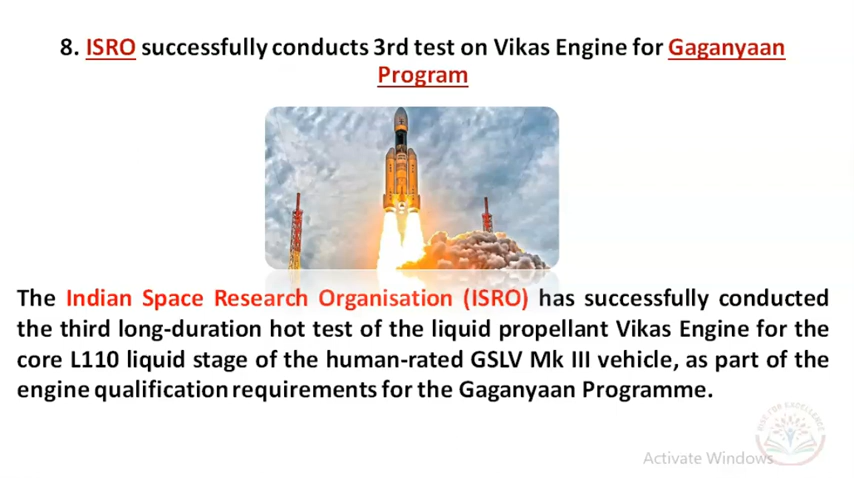 8. ISRO successfully conducts 3rd test on Vikas Engine for Gaganyaan
Program
The Indian Space Research Organisation (ISRO) has successfully conducted
the third long-duration hot test of the liquid propellant Vikas Engine for the
core L110 liquid stage of the human-rated GSLV Mk III vehicle, as part of the
engine qualification requirements for the Gaganyaan Programme.
RISE FOR EXCELLENCE
Activate Windows